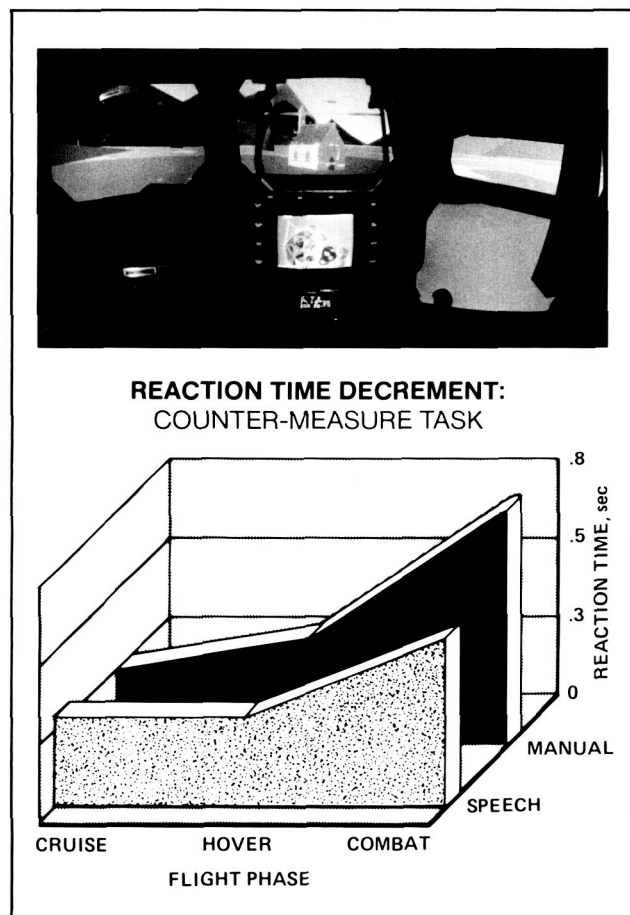 REACTION TIME DECREMENT:
COUNTER-MEASURE TASK
.8
.5
.3
0
REACTION TIME, sec
MANUAL
SPEECH
CRUISE HOVER COMBAT
FLIGHT PHASE